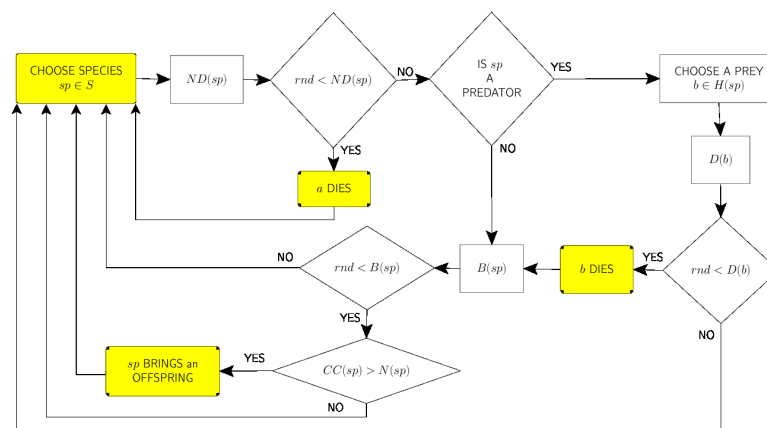 CHOOSE SPECIES
sp ∈ S
ND(sp)
rnd < ND(sp)
NO
IS sp
A
PREDATOR
YES
CHOOSE A PREY
b ∈ H(sp)
YES
NO
a DIES
D(b)
NO
rnd < B(sp)
B(sp)
b DIES
YES
rnd < D(b)
YES
NO
sp BRINGS an
OFFSPRING
YES
CC(sp) > N(sp)
NO